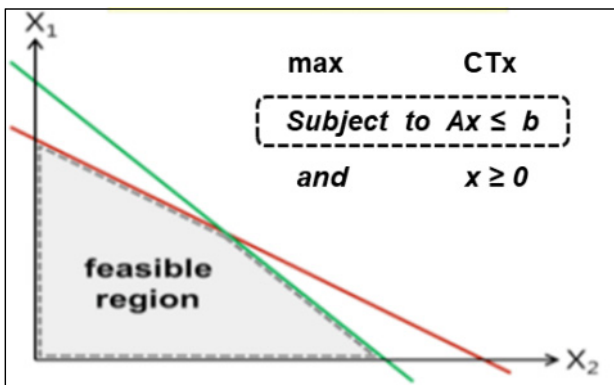 X₁
max CTx
Subject to Ax ≤ b
and x ≥ 0
feasible
region
X₂